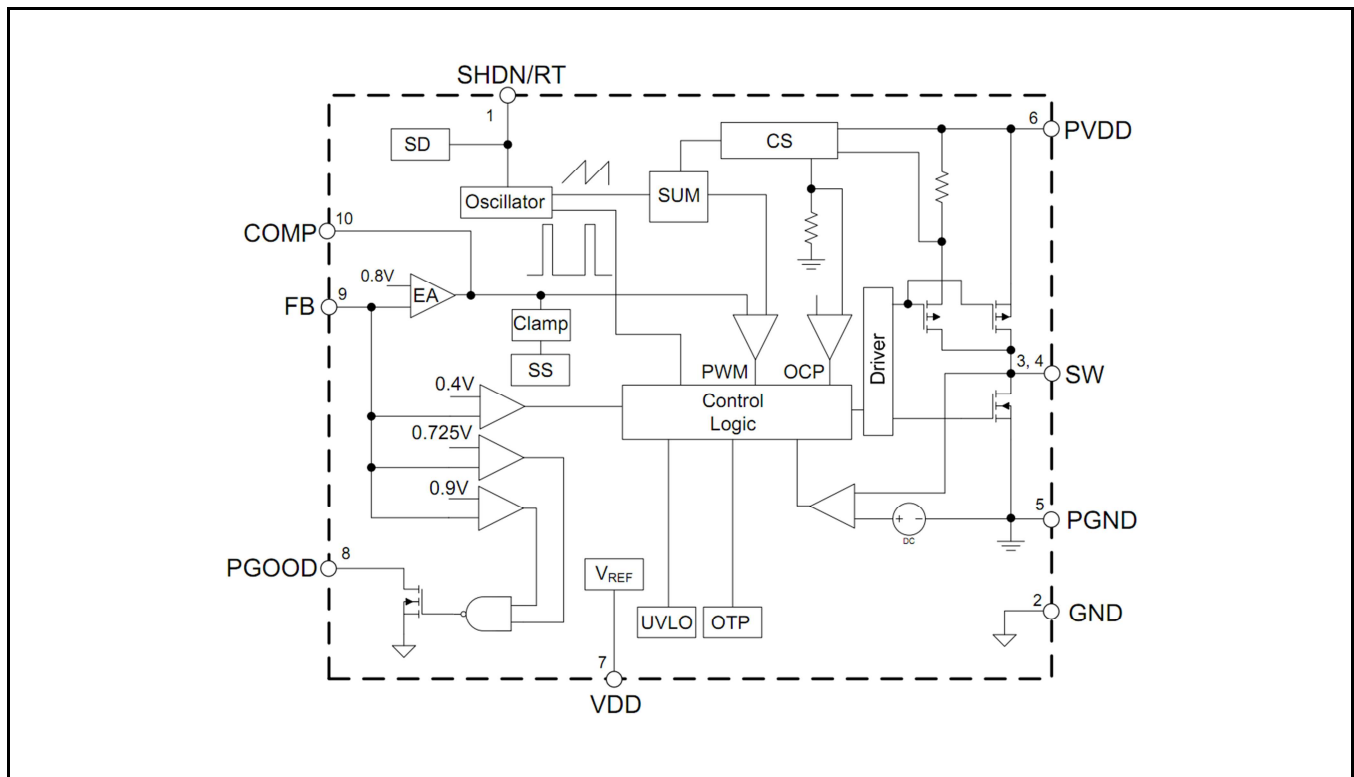 SHDN/RT
1
6
PVDD
SD
CS
Oscillator
SUM
10
COMP
0.8V
EA
9
FB
Clamp
SS
Driver
3, 4
SW
PWM
OCP
0.4V
Control
Logic
0.725V
0.9V
+
-
DC
5
PGND
8
PGOOD
VREF
2
GND
UVLO
OTP
7
VDD